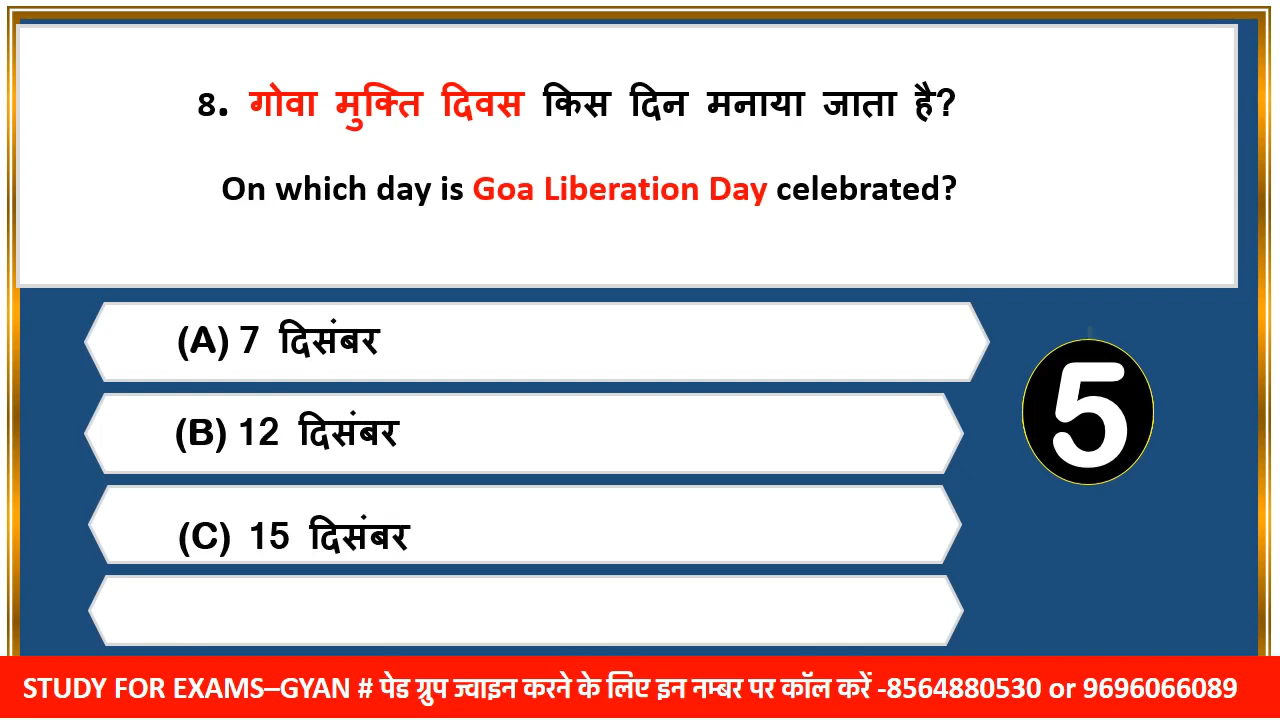 8. गोवा मुक्ति दिवस किस दिन मनाया जाता है?
On which day is Goa Liberation Day celebrated?
(A) 7 दिसंबर
(B) 12 दिसंबर
5
(C) 15 दिसंबर
STUDY FOR EXAMS–GYAN # पेड ग्रुप ज्वाइन करने के लिए इन नम्बर पर कॉल करें -8564880530 or 9696066089